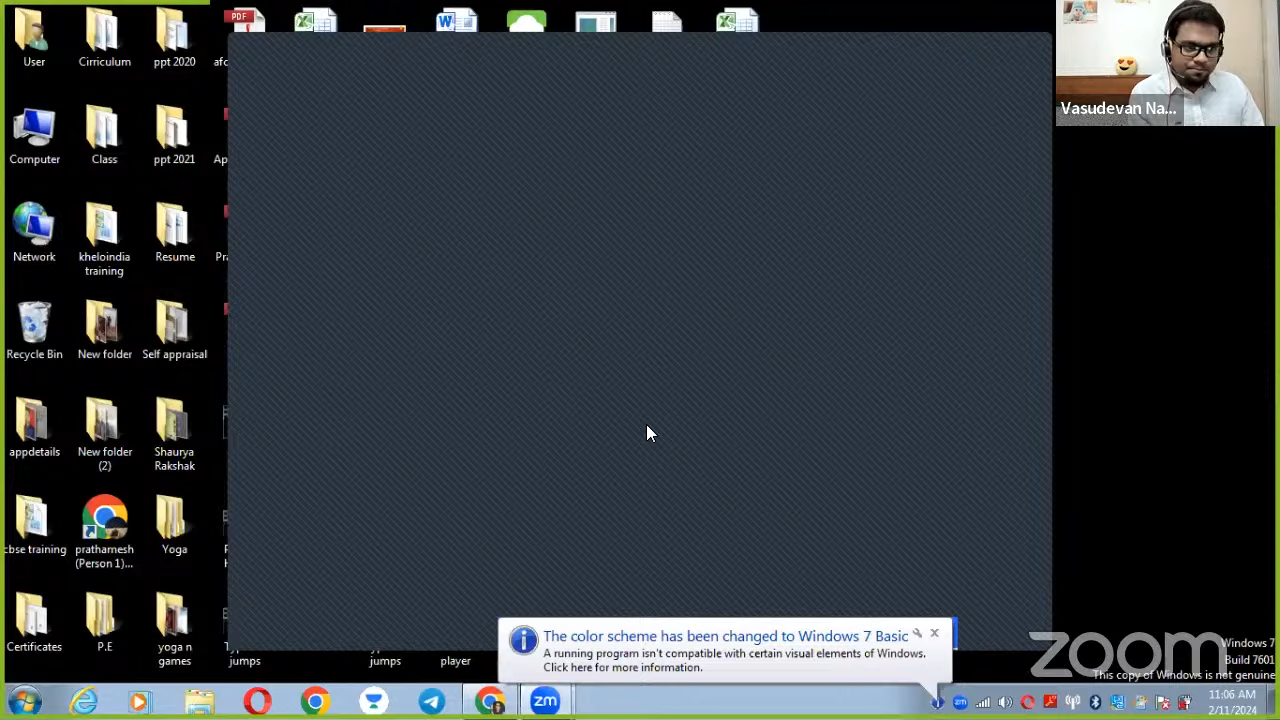 PDF
User
Cirriculum
ppt 2020
Computer
Class
ppt 2021
Network
kheloindia
training
Resume
Recycle Bin
New folder
Self appraisal
appdetails
New folder
(2)
Shaurya
Rakshak
cbse training
prathamesh
(Person 1)...
Yoga
Certificates
P.E
yoga n
games
jumps
jumps
player
Vasudevan Na...
The color scheme has been changed to Windows 7 Basic
A running program isn't compatible with certain visual elements of Windows.
Click here for more information.
zoom
Windows 7
Build 7601
This copy of Windows is not genuine
zm
zm
11:06 AM
2/11/2024